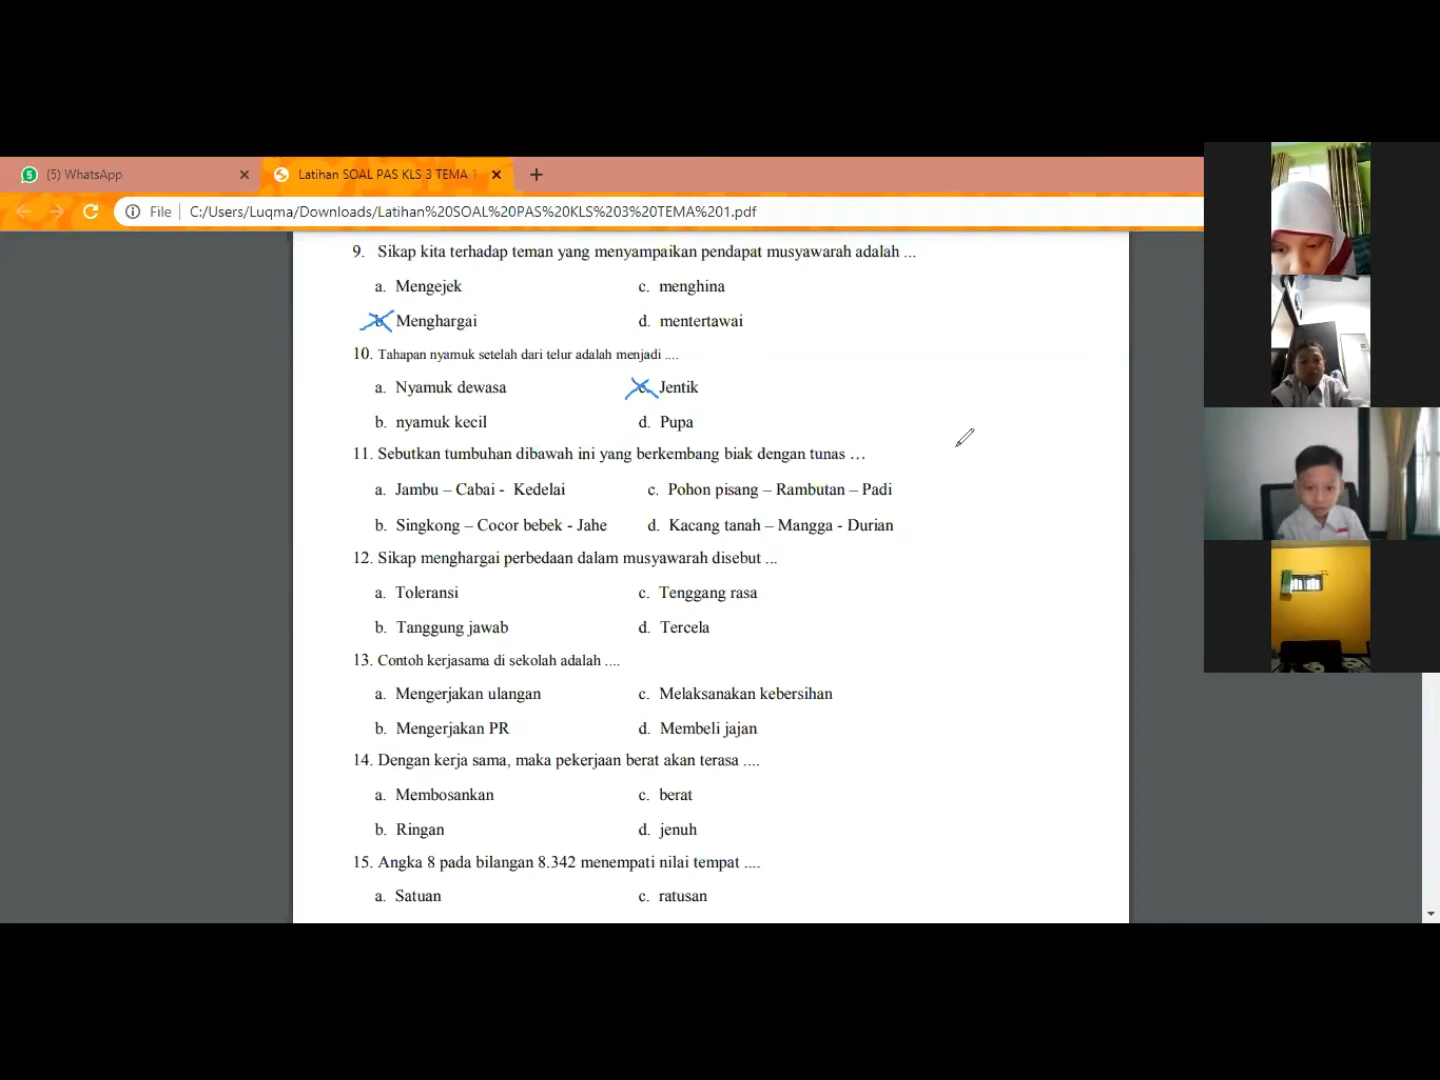 (5) WhatsApp
Latihan SOAL PAS KLS 3 TEMA 1
File C:/Users/Luqma/Downloads/Latihan%20SOAL%20PAS%20KLS%203%20TEMA%201.pdf
9. Sikap kita terhadap teman yang menyampaikan pendapat musyawarah adalah ...
a. Mengejek c. menghina
b. Menghargai d. mentertawai
10. Tahapan nyamuk setelah dari telur adalah menjadi ....
a. Nyamuk dewasa c. Jentik
b. nyamuk kecil d. Pupa
11. Sebutkan tumbuhan dibawah ini yang berkembang biak dengan tunas …
a. Jambu – Cabai - Kedelai c. Pohon pisang – Rambutan – Padi
b. Singkong – Cocor bebek - Jahe d. Kacang tanah – Mangga - Durian
12. Sikap menghargai perbedaan dalam musyawarah disebut ...
a. Toleransi c. Tenggang rasa
b. Tanggung jawab d. Tercela
13. Contoh kerjasama di sekolah adalah ....
a. Mengerjakan ulangan c. Melaksanakan kebersihan
b. Mengerjakan PR d. Membeli jajan
14. Dengan kerja sama, maka pekerjaan berat akan terasa ....
a. Membosankan c. berat
b. Ringan d. jenuh
15. Angka 8 pada bilangan 8.342 menempati nilai tempat ....
a. Satuan c. ratusan